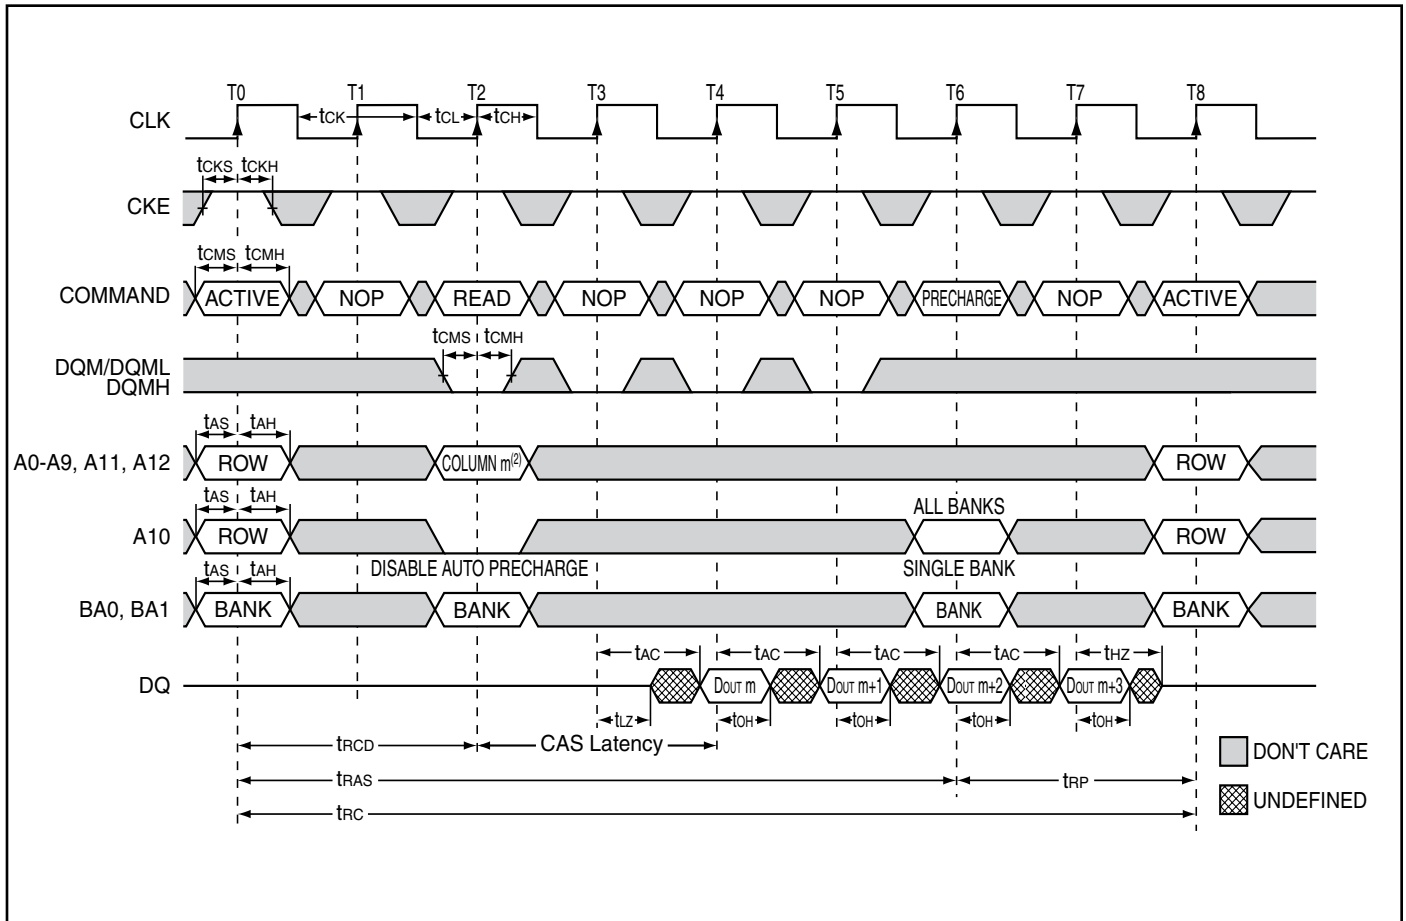 T0 T1 T2 T3 T4 T5 T6 T7 T8
CLK tCK tCL tCH
tCKS tCKH
CKE
tCMS tCMH
COMMAND ACTIVE NOP READ NOP NOP NOP PRECHARGE NOP ACTIVE
tCMS tCMH
DQM/DQML
DQMH
tAS tAH
A0-A9, A11, A12 ROW COLUMN m(2) ROW
tAS tAH ALL BANKS
A10 ROW ROW
DISABLE AUTO PRECHARGE SINGLE BANK
tAS tAH
BA0, BA1 BANK BANK BANK BANK
tAC tAC tAC tAC tHZ
DQ DOUT m DOUT m+1 DOUT m+2 DOUT m+3
tLZ tOH tOH tOH tOH
tRCD CAS Latency
DON'T CARE
tRAS tRP
UNDEFINED
tRC